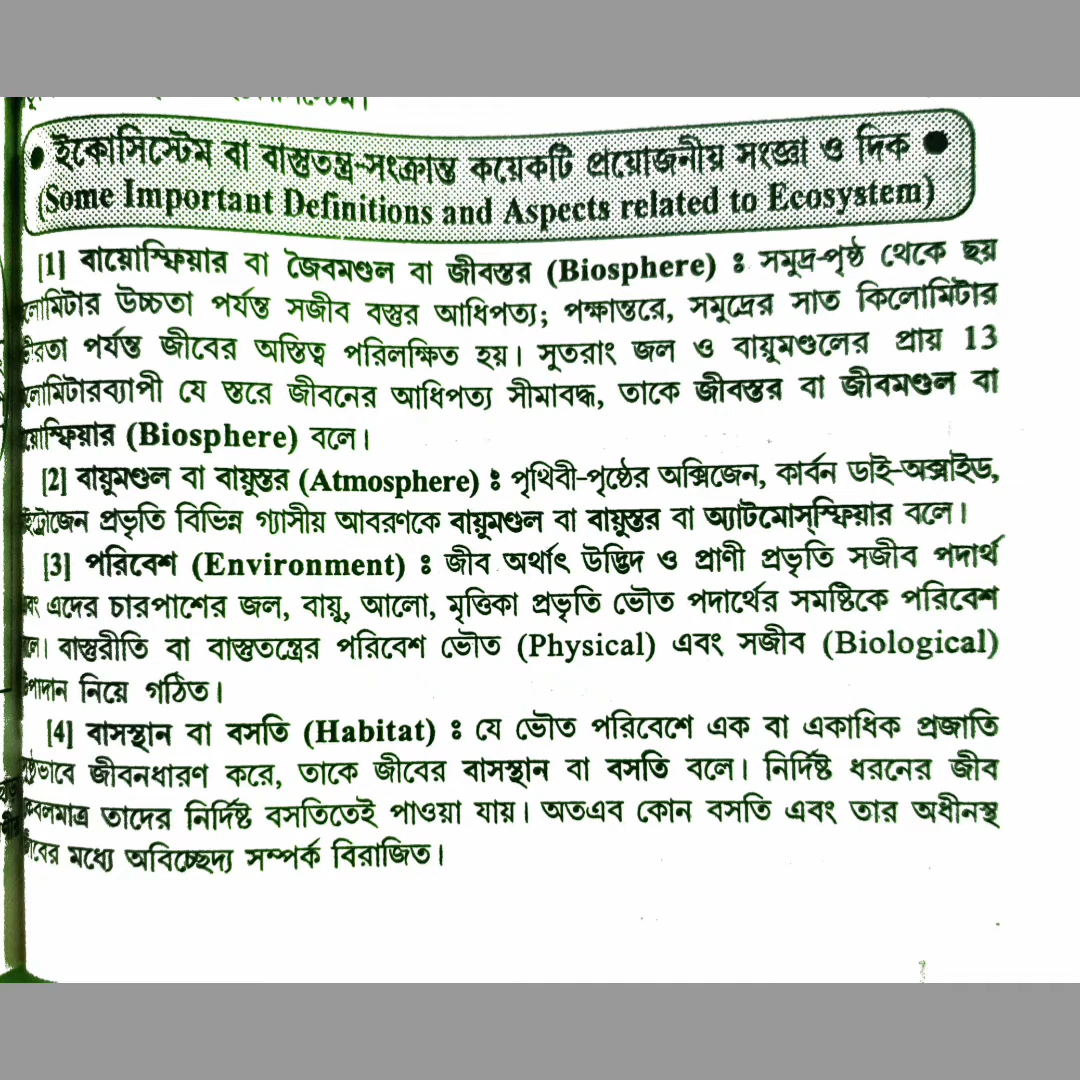 • ইকোসিস্টেম বা বাস্তুতন্ত্র-সংক্রান্ত কয়েকটি প্রয়োজনীয় সংজ্ঞা ও দিক •
(Some Important Definitions and Aspects related to Ecosystem)
[1] বায়োস্ফিয়ার বা জৈবমণ্ডল বা জীবস্তর (Biosphere) : সমুদ্র-পৃষ্ঠ থেকে ছয়
লোমিটার উচ্চতা পর্যন্ত সজীব বস্তুর আধিপত্য; পক্ষান্তরে, সমুদ্রের সাত কিলোমিটার
পর্যন্ত জীবের অস্তিত্ব পরিলক্ষিত হয়। সুতরাং জল ও বায়ুমণ্ডলের প্রায় 13
লোমিটারব্যাপী যে স্তরে জীবনের আধিপত্য সীমাবদ্ধ, তাকে জীবস্তর বা জীবমণ্ডল বা
য়োস্ফিয়ার (Biosphere) বলে।
[2] বায়ুমণ্ডল বা বায়ুস্তর (Atmosphere) : পৃথিবী-পৃষ্ঠের অক্সিজেন, কার্বন ডাই-অক্সাইড,
প্রভৃতি বিভিন্ন গ্যাসীয় আবরণকে বায়ুমণ্ডল বা বায়ুস্তর বা অ্যাটমোস্‌ফিয়ার বলে।
[3] পরিবেশ (Environment) : জীব অর্থাৎ উদ্ভিদ ও প্রাণী প্রভৃতি সজীব পদার্থ
এদের চারপাশের জল, বায়ু, আলো, মৃত্তিকা প্রভৃতি ভৌত পদার্থের সমষ্টিকে পরিবেশ
লে। বাস্তুরীতি বা বাস্তুতন্ত্রের পরিবেশ ভৌত (Physical) এবং সজীব (Biological)
পাদান নিয়ে গঠিত।
[4] বাসস্থান বা বসতি (Habitat) : যে ভৌত পরিবেশে এক বা একাধিক প্রজাতি
জীবনধারণ করে, তাকে জীবের বাসস্থান বা বসতি বলে। নির্দিষ্ট ধরনের জীব
বলমাত্র তাদের নির্দিষ্ট বসতিতেই পাওয়া যায়। অতএব কোন বসতি এবং তার অধীনস্থ
বের মধ্যে অবিচ্ছেদ্য সম্পর্ক বিরাজিত।